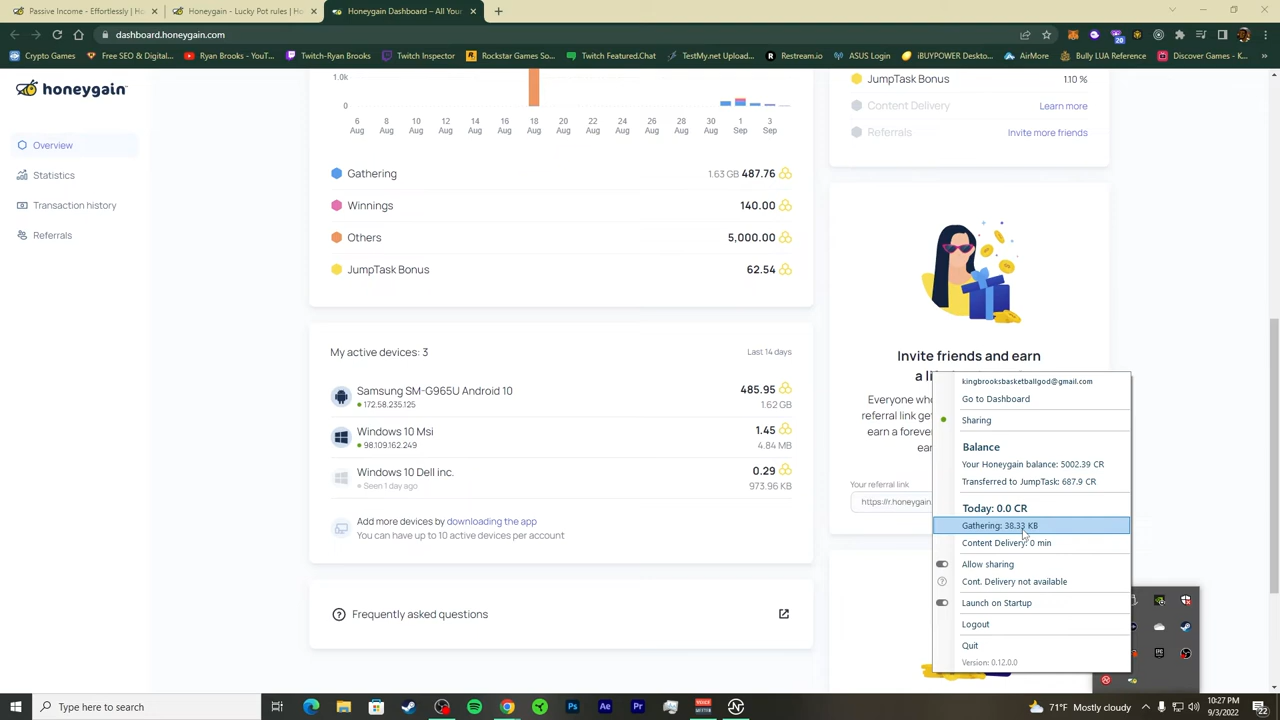 Passive Income - Effortlessly | H
Honeygain - Lucky Pot rules | Ho
Honeygain Dashboard – All Your
dashboard.honeygain.com
20
Crypto Games
Free SEO & Digital...
Ryan Brooks - YouT...
Twitch-Ryan Brooks
Twitch Inspector
Rockstar Games So...
Twitch Featured.Chat
TestMy.net Upload...
Restream.io
ASUS Login
iBUYPOWER Deskto...
AirMore
Bully LUA Reference
Discover Games - K...
honeygain
Overview
Statistics
Transaction history
Referrals
1.0k
0
6 Aug
8 Aug
10 Aug
12 Aug
14 Aug
16 Aug
18 Aug
20 Aug
22 Aug
24 Aug
26 Aug
28 Aug
30 Aug
1 Sep
3 Sep
Gathering 1.63 GB 487.76
Winnings 140.00
Others 5,000.00
JumpTask Bonus 62.54
My active devices: 3 Last 14 days
Samsung SM-G965U Android 10 485.95
172.58.235.125 1.62 GB
Windows 10 Msi 1.45
98.109.162.249 4.84 MB
Windows 10 Dell inc. 0.29
Seen 1 day ago 973.96 KB
Add more devices by downloading the app
You can have up to 10 active devices per account
Frequently asked questions
JumpTask Bonus 1.10 %
Content Delivery Learn more
Referrals Invite more friends
Invite friends and earn
a li
Everyone who
referral link get
earn a forever
ear
Your referral link
https://r.honeygain.
kingbrooksbasketballgod@gmail.com
Go to Dashboard
Sharing
Balance
Your Honeygain balance: 5002.39 CR
Transferred to JumpTask: 687.9 CR
Today: 0.0 CR
Gathering: 38.33 KB
Content Delivery: 0 min
Allow sharing
Cont. Delivery not available
Launch on Startup
Logout
Quit
Version: 0.12.0.0
Type here to search
Ae
Ps
Pr
71°F Mostly cloudy
10:27 PM
9/3/2022